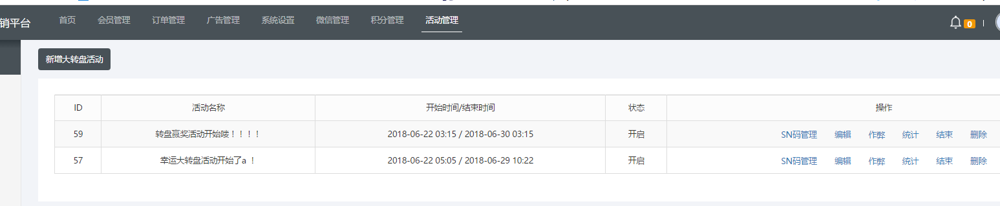 销平台 首页 会员管理 订单管理 广告管理 系统设置 微信管理 积分管理 活动管理 0
新增大转盘活动
ID 活动名称 开始时间/结束时间 状态 操作
59 转盘赢奖活动开始喽！！！！ 2018-06-22 03:15 / 2018-06-30 03:15 开启 SN码管理 编辑 作弊 统计 结束 删除
57 幸运大转盘活动开始了a ！ 2018-06-22 05:05 / 2018-06-29 10:22 开启 SN码管理 编辑 作弊 统计 结束 删除